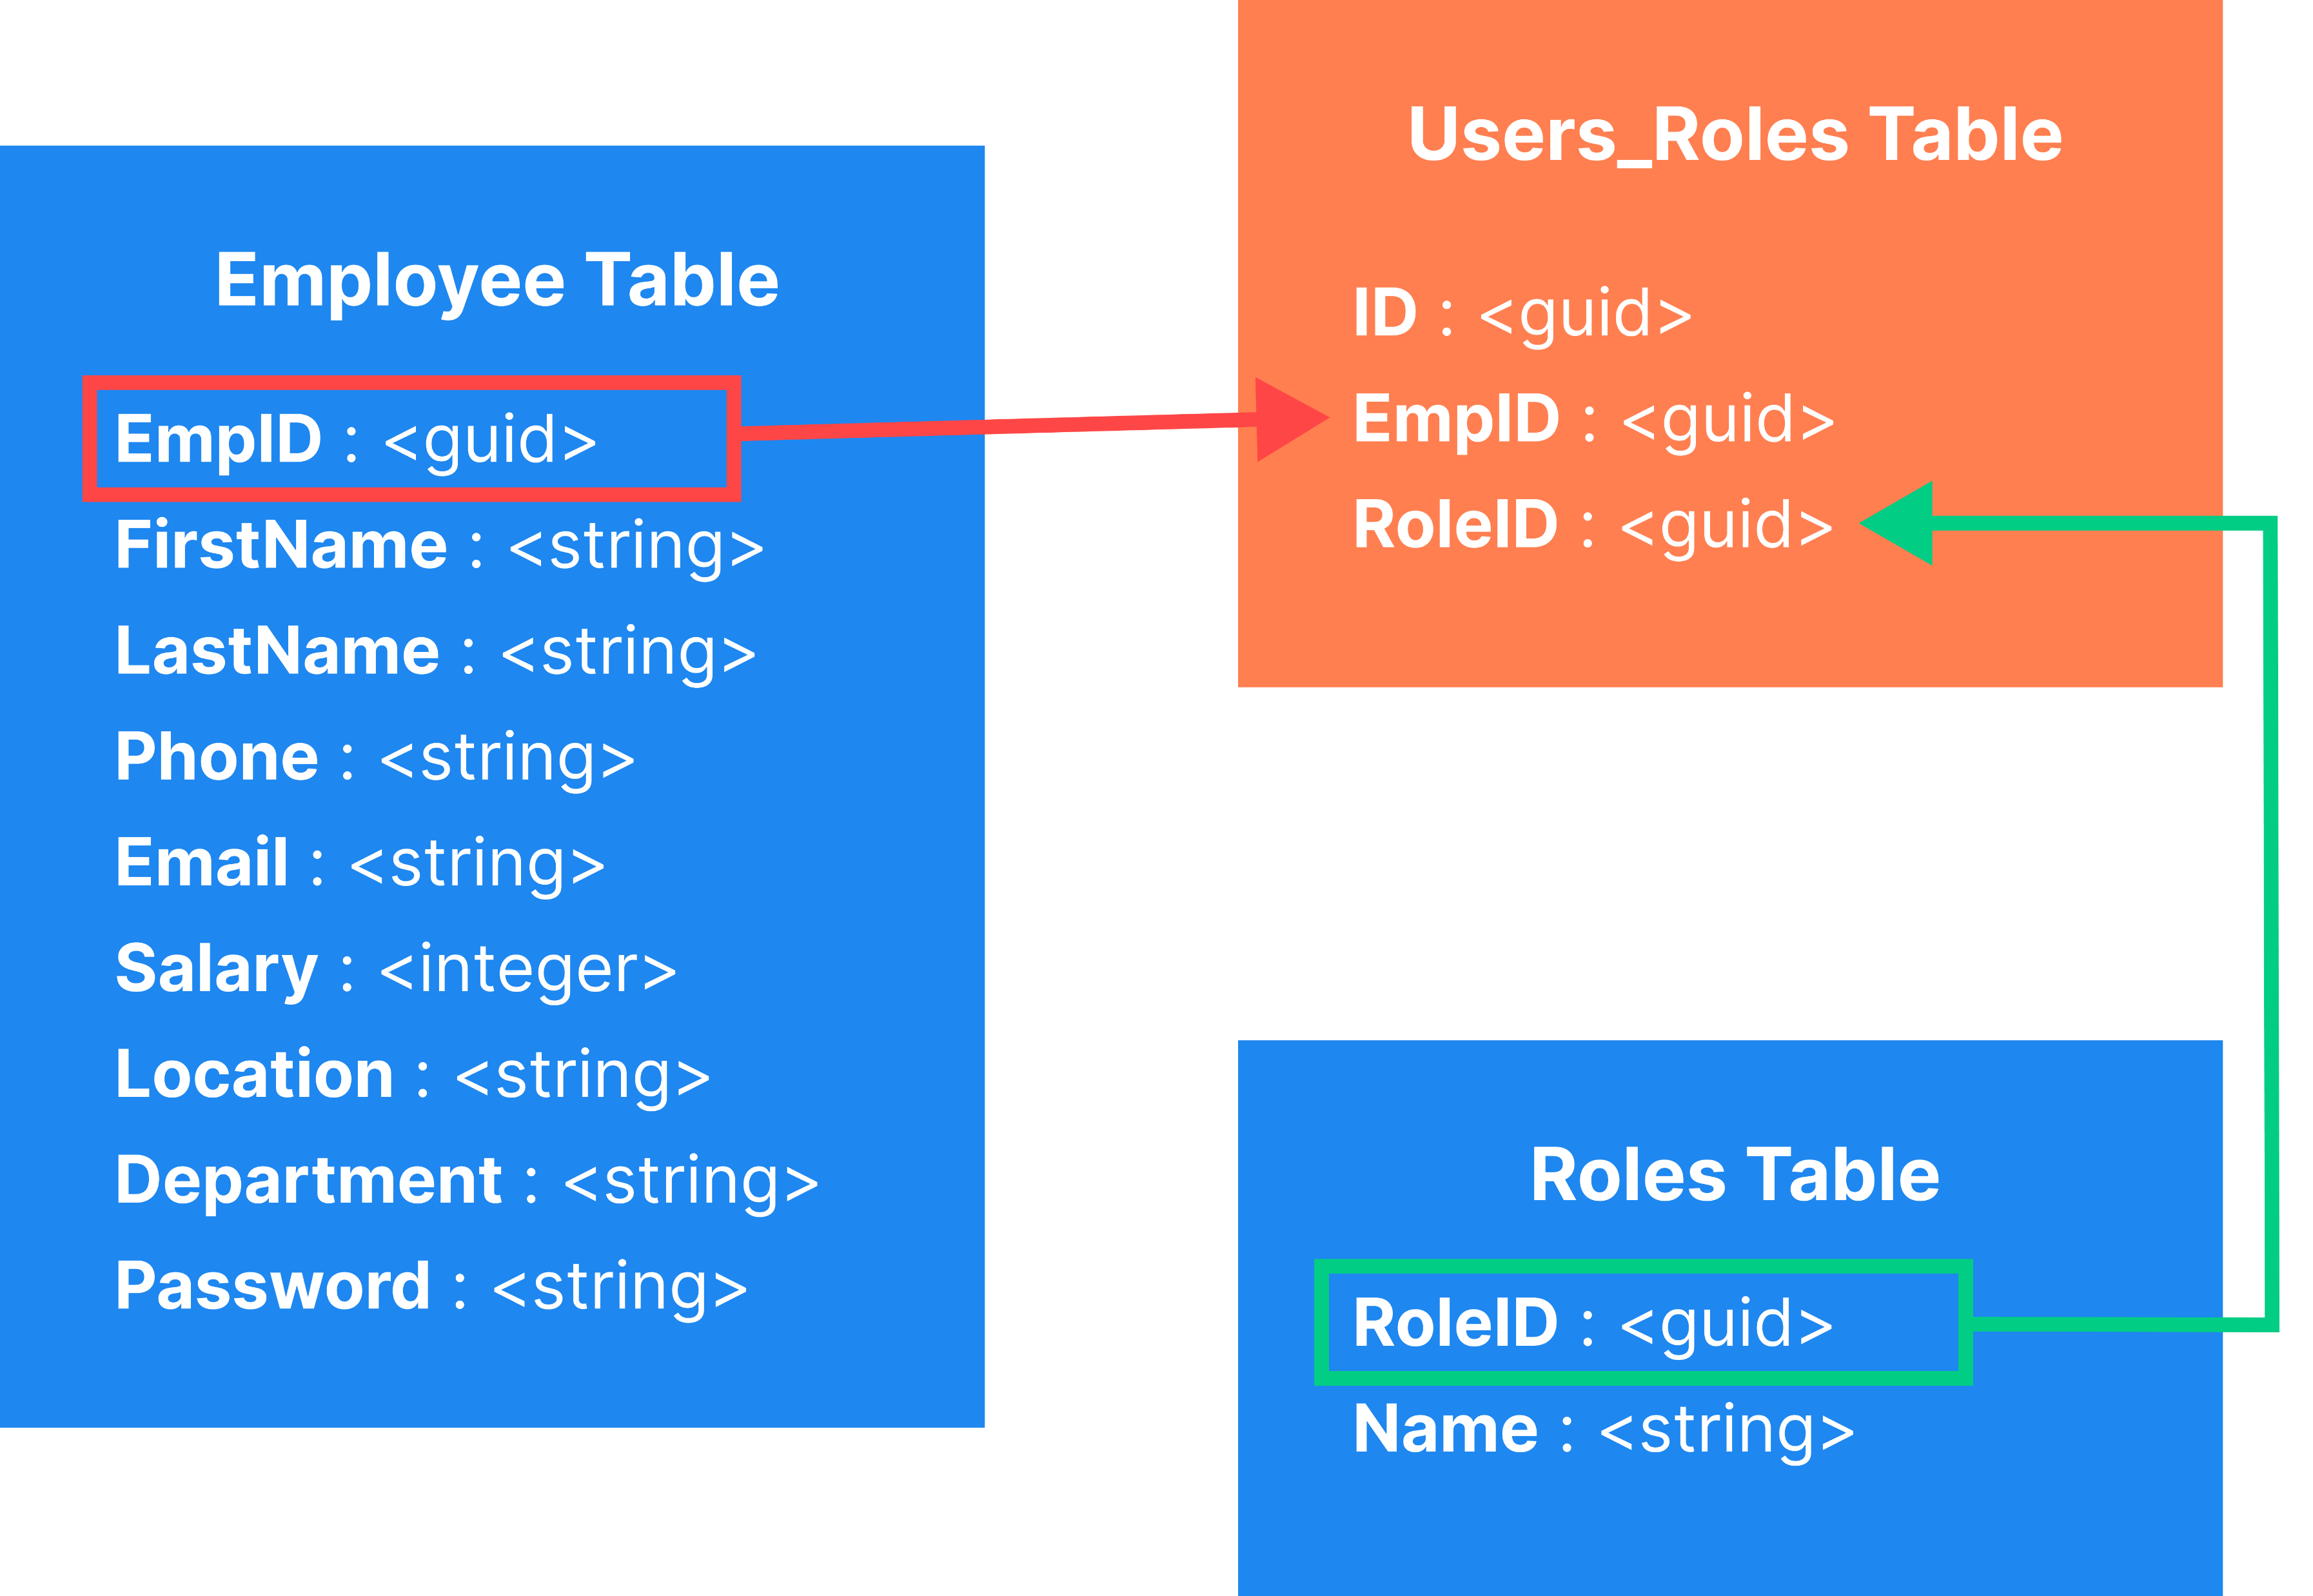 Employee Table
EmpID : <guid>
FirstName : <string>
LastName : <string>
Phone : <string>
Email : <string>
Salary : <integer>
Location : <string>
Department : <string>
Password : <string>
Users_Roles Table
ID : <guid>
EmpID : <guid>
RoleID : <guid>
Roles Table
RoleID : <guid>
Name : <string>